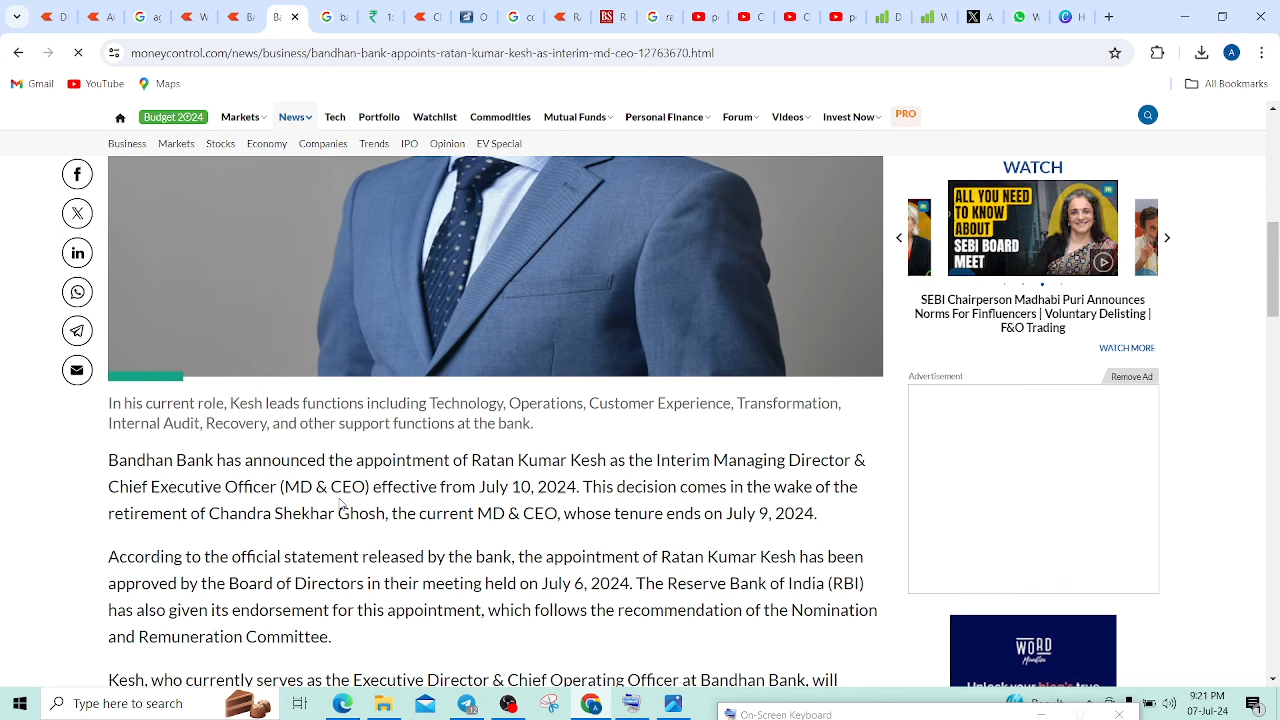 moneycontrol.com/news/business/bandhan-bank-appoints-ratan-kumar-kesh-as-interim-md-ceo-12763670.html
Gmail YouTube Maps All Bookmarks
Budget 2024 Markets News Tech Portfolio Watchlist Commodities Mutual Funds Personal Finance Forum Videos Invest Now PRO
Business Markets Stocks Economy Companies Trends IPO Opinion EV Special
WATCH
ALL YOU NEED
TO KNOW
ABOUT
SEBI BOARD
MEET
SEBI Chairperson Madhabi Puri Announces
Norms For Finfluencers | Voluntary Delisting |
F&O Trading
WATCH MORE
Advertisement Remove Ad
In his current role, Kesh leads functions including Technology, Operations, Customer Experience, Transformation,
Internal Audit, Recovery, and other support functions at the bank.
Bandhan Bank has announced the appointment of Ratan Kumar Kesh as the Interim Managing Director &
Chief Executive Officer (MD & CEO) effective from July 10, 2024. This decision comes in the wake of the
retirement of Chandra Shekhar Ghosh, the current MD & CEO, whose tenure ends on July 9, 2024.
According to the official statement released by the bank, the appointment of Ratan Kumar Kesh has been
approved by the Board of Directors in their meeting held on July 6, 2024. The Reserve Bank of India (RBI)
has also given its endorsement for this appointment, which follows the recommendation of the Nomination
and Remuneration Committee.
Kesh, who currently serves as the Executive Director & Chief Operating Officer at Bandhan Bank, will
WORD
Unlock your blog's true
Type here to search
9:21 PM
07-Jul-24
On-Screen Keyboard